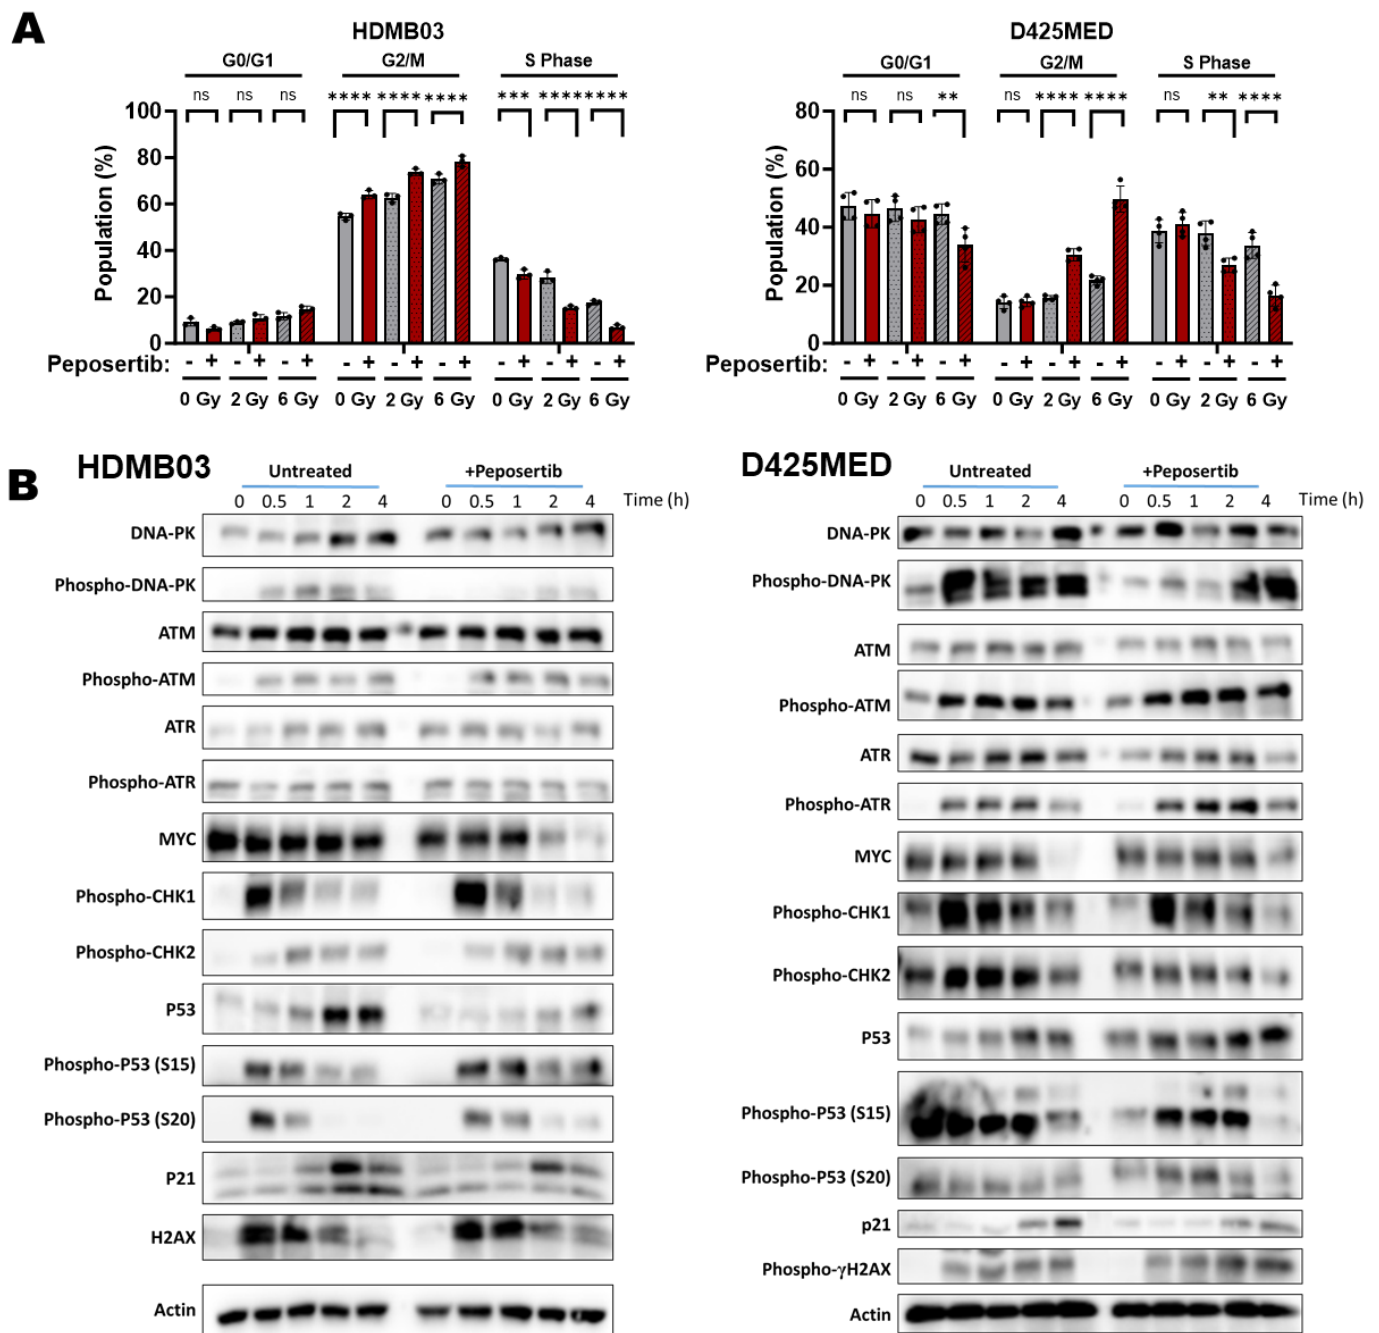 A
HDMB03
G0/G1 G2/M S Phase
ns ns ns **** **** **** *** **** ****
Population (%)
100
80
60
40
20
0
Peposertib: - + - + - + - + - + - + - + - + - +
0 Gy 2 Gy 6 Gy 0 Gy 2 Gy 6 Gy 0 Gy 2 Gy 6 Gy
D425MED
G0/G1 G2/M S Phase
ns ns ** ns **** **** ns ** ****
Population (%)
80
60
40
20
0
Peposertib: - + - + - + - + - + - + - + - + - +
0 Gy 2 Gy 6 Gy 0 Gy 2 Gy 6 Gy 0 Gy 2 Gy 6 Gy
B
HDMB03
Untreated +Peposertib
0 0.5 1 2 4 0 0.5 1 2 4 Time (h)
DNA-PK
Phospho-DNA-PK
ATM
Phospho-ATM
ATR
Phospho-ATR
MYC
Phospho-CHK1
Phospho-CHK2
P53
Phospho-P53 (S15)
Phospho-P53 (S20)
P21
H2AX
Actin
D425MED
Untreated +Peposertib
0 0.5 1 2 4 0 0.5 1 2 4 Time (h)
DNA-PK
Phospho-DNA-PK
ATM
Phospho-ATM
ATR
Phospho-ATR
MYC
Phospho-CHK1
Phospho-CHK2
P53
Phospho-P53 (S15)
Phospho-P53 (S20)
p21
Phospho-γH2AX
Actin